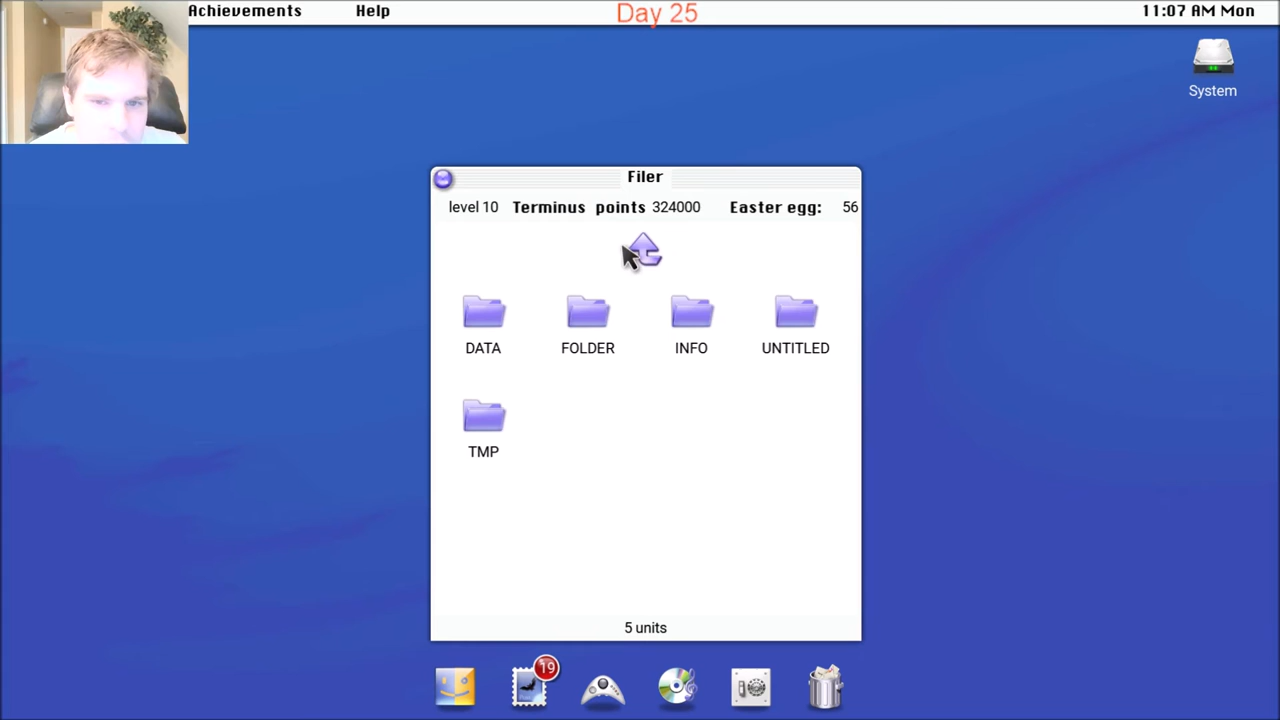 Achievements Help Day 25 11:07 AM Mon
System
Filer
level 10 Terminus points 324000 Easter egg: 56
DATA FOLDER INFO UNTITLED
TMP
5 units
19